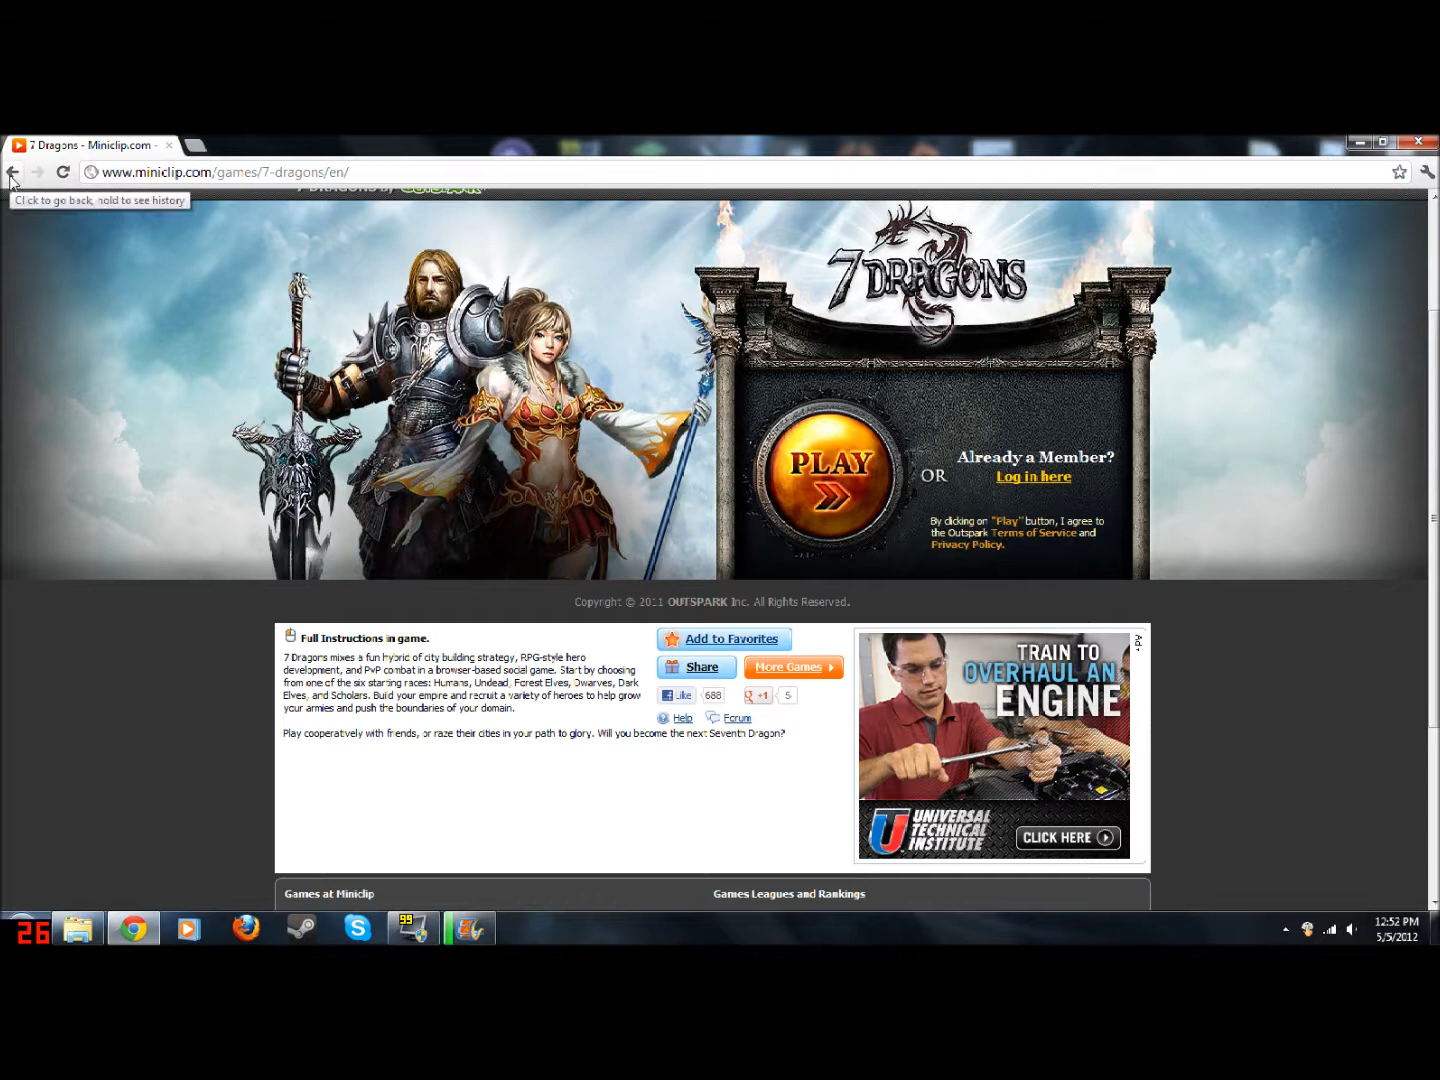 7 Dragons - Miniclip.com -
www.miniclip.com/games/7-dragons/en/
7 DRAGONS by OUTSPARK
Click to go back, hold to see history
7 DRAGONS
PLAY
OR
Already a Member?
Log in here
By clicking on "Play" button, I agree to
the Outspark Terms of Service and
Privacy Policy.
Copyright © 2011 OUTSPARK Inc. All Rights Reserved.
Full Instructions in game.
7 Dragons mixes a fun hybrid of city building strategy, RPG-style hero
development, and PvP combat in a browser-based social game. Start by choosing
from one of the six starting races: Humans, Undead, Forest Elves, Dwarves, Dark
Elves, and Scholars. Build your empire and recruit a variety of heroes to help grow
your armies and push the boundaries of your domain.
Play cooperatively with friends, or raze their cities in your path to glory. Will you become the next Seventh Dragon?
Add to Favorites
Share
More Games
Like 688
+1 5
Help
Forum
Ad
TRAIN TO
OVERHAUL AN
ENGINE
UNIVERSAL
TECHNICAL
INSTITUTE
CLICK HERE
Games at Miniclip
Games Leagues and Rankings
26
99
12:52 PM
5/5/2012